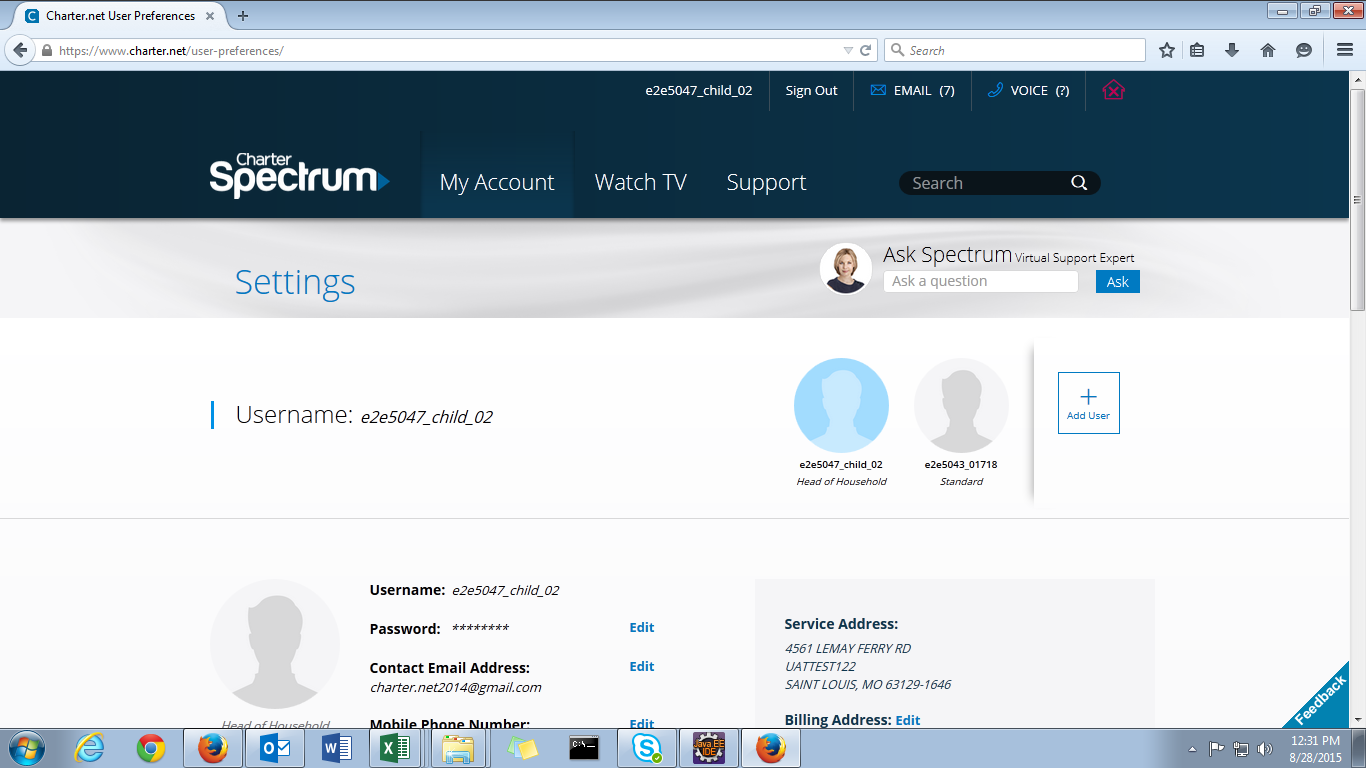 Charter.net User Preferences
https://www.charter.net/user-preferences/
Search
e2e5047_child_02
Sign Out
EMAIL (7)
VOICE (?)
Charter
Spectrum
My Account
Watch TV
Support
Search
Settings
Ask Spectrum Virtual Support Expert
Ask a question
Ask
Username: e2e5047_child_02
e2e5047_child_02
Head of Household
e2e5043_01718
Standard
Add User
Username: e2e5047_child_02
Password: ********
Edit
Contact Email Address:
Edit
charter.net2014@gmail.com
Mobile Phone Number:
Edit
Head of Household
Service Address:
4561 LEMAY FERRY RD
UATTEST122
SAINT LOUIS, MO 63129-1646
Billing Address: Edit
Feedback
C:\_
Java EE
IDE
12:31 PM
8/28/2015